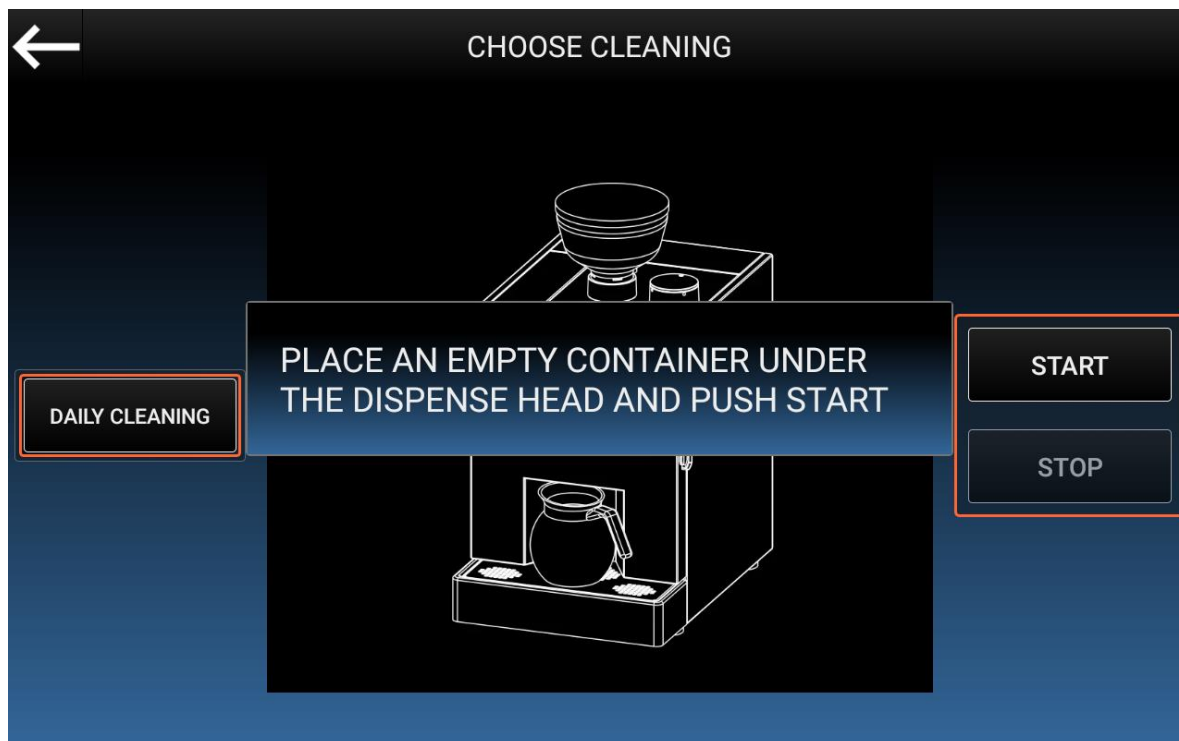 CHOOSE CLEANING
PLACE AN EMPTY CONTAINER UNDER
THE DISPENSE HEAD AND PUSH START
DAILY CLEANING
START
STOP